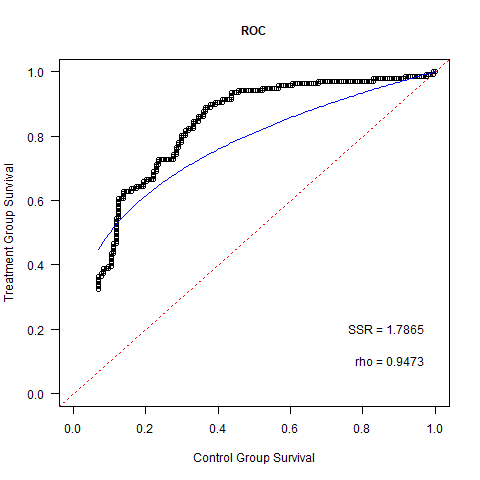 ROC
Treatment Group Survival
1.0
0.8
0.6
0.4
0.2
0.0
SSR = 1.7865
rho = 0.9473
0.0 0.2 0.4 0.6 0.8 1.0
Control Group Survival